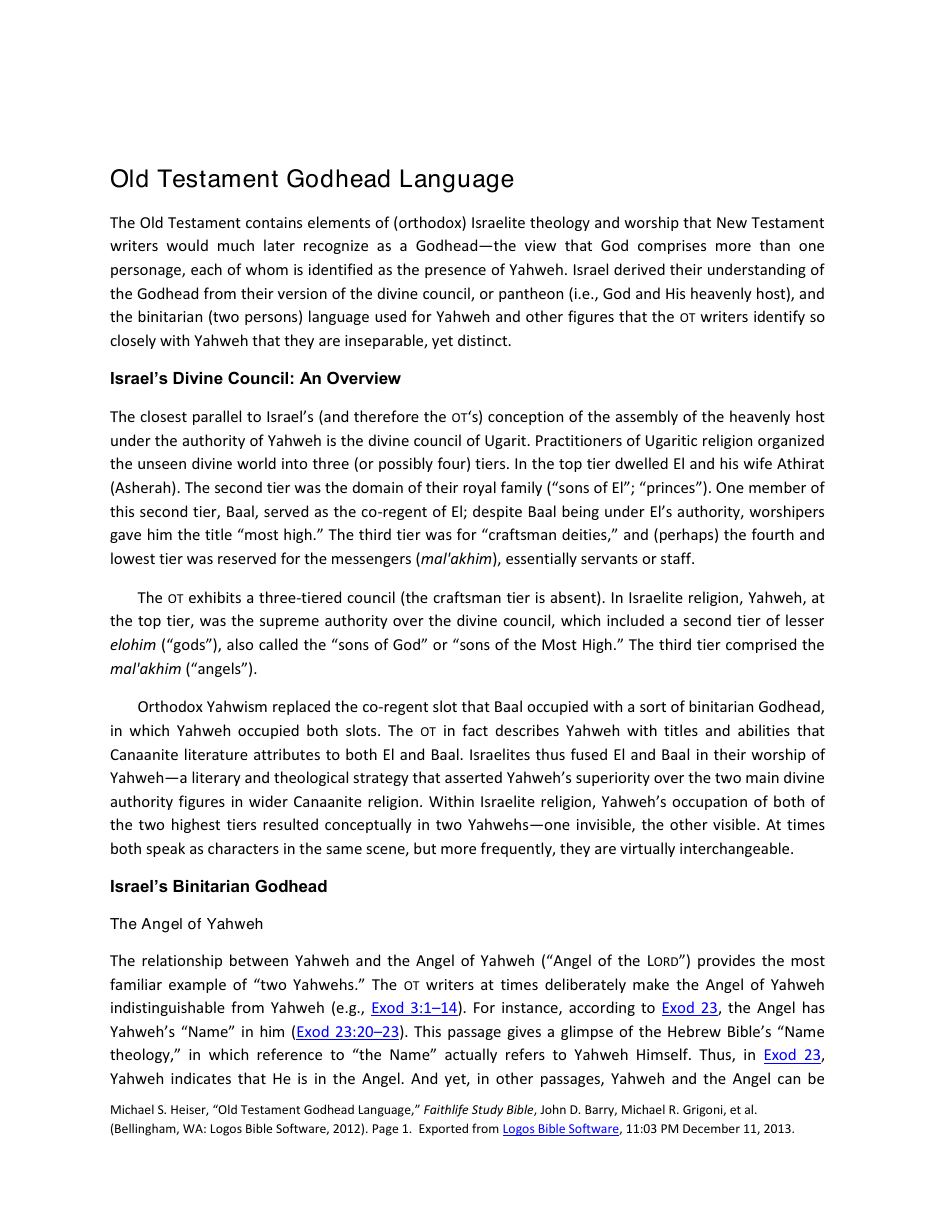 Old Testament Godhead Language
The Old Testament contains elements of (orthodox) Israelite theology and worship that New Testament
writers would much later recognize as a Godhead—the view that God comprises more than one
personage, each of whom is identified as the presence of Yahweh. Israel derived their understanding of
the Godhead from their version of the divine council, or pantheon (i.e., God and His heavenly host), and
the binitarian (two persons) language used for Yahweh and other figures that the OT writers identify so
closely with Yahweh that they are inseparable, yet distinct.
Israel’s Divine Council: An Overview
The closest parallel to Israel’s (and therefore the OT‘s) conception of the assembly of the heavenly host
under the authority of Yahweh is the divine council of Ugarit. Practitioners of Ugaritic religion organized
the unseen divine world into three (or possibly four) tiers. In the top tier dwelled El and his wife Athirat
(Asherah). The second tier was the domain of their royal family (“sons of El”; “princes”). One member of
this second tier, Baal, served as the co-regent of El; despite Baal being under El’s authority, worshipers
gave him the title “most high.” The third tier was for “craftsman deities,” and (perhaps) the fourth and
lowest tier was reserved for the messengers (mal'akhim), essentially servants or staff.
The OT exhibits a three-tiered council (the craftsman tier is absent). In Israelite religion, Yahweh, at
the top tier, was the supreme authority over the divine council, which included a second tier of lesser
elohim (“gods”), also called the “sons of God” or “sons of the Most High.” The third tier comprised the
mal'akhim (“angels”).
Orthodox Yahwism replaced the co-regent slot that Baal occupied with a sort of binitarian Godhead,
in which Yahweh occupied both slots. The OT in fact describes Yahweh with titles and abilities that
Canaanite literature attributes to both El and Baal. Israelites thus fused El and Baal in their worship of
Yahweh—a literary and theological strategy that asserted Yahweh’s superiority over the two main divine
authority figures in wider Canaanite religion. Within Israelite religion, Yahweh’s occupation of both of
the two highest tiers resulted conceptually in two Yahwehs—one invisible, the other visible. At times
both speak as characters in the same scene, but more frequently, they are virtually interchangeable.
Israel’s Binitarian Godhead
The Angel of Yahweh
The relationship between Yahweh and the Angel of Yahweh (“Angel of the LORD”) provides the most
familiar example of “two Yahwehs.” The OT writers at times deliberately make the Angel of Yahweh
indistinguishable from Yahweh (e.g., Exod 3:1–14). For instance, according to Exod 23, the Angel has
Yahweh’s “Name” in him (Exod 23:20–23). This passage gives a glimpse of the Hebrew Bible’s “Name
theology,” in which reference to “the Name” actually refers to Yahweh Himself. Thus, in Exod 23,
Yahweh indicates that He is in the Angel. And yet, in other passages, Yahweh and the Angel can be
Michael S. Heiser, “Old Testament Godhead Language,” Faithlife Study Bible, John D. Barry, Michael R. Grigoni, et al.
(Bellingham, WA: Logos Bible Software, 2012). Page 1. Exported from Logos Bible Software, 11:03 PM December 11, 2013.